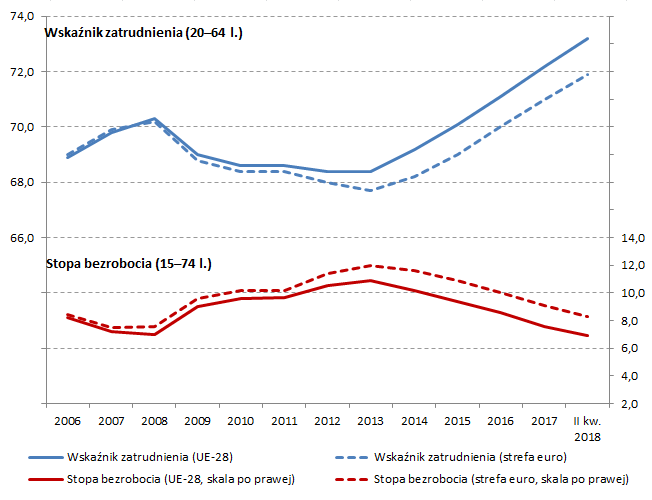 74,0
Wskaźnik zatrudnienia (20–64 l.)
72,0
70,0
68,0
66,0
14,0
Stopa bezrobocia (15–74 l.)
12,0
10,0
8,0
6,0
4,0
2,0
2006 2007 2008 2009 2010 2011 2012 2013 2014 2015 2016 2017 II kw. 2018
Wskaźnik zatrudnienia (UE-28)
Wskaźnik zatrudnienia (strefa euro)
Stopa bezrobocia (UE-28, skala po prawej)
Stopa bezrobocia (strefa euro, skala po prawej)